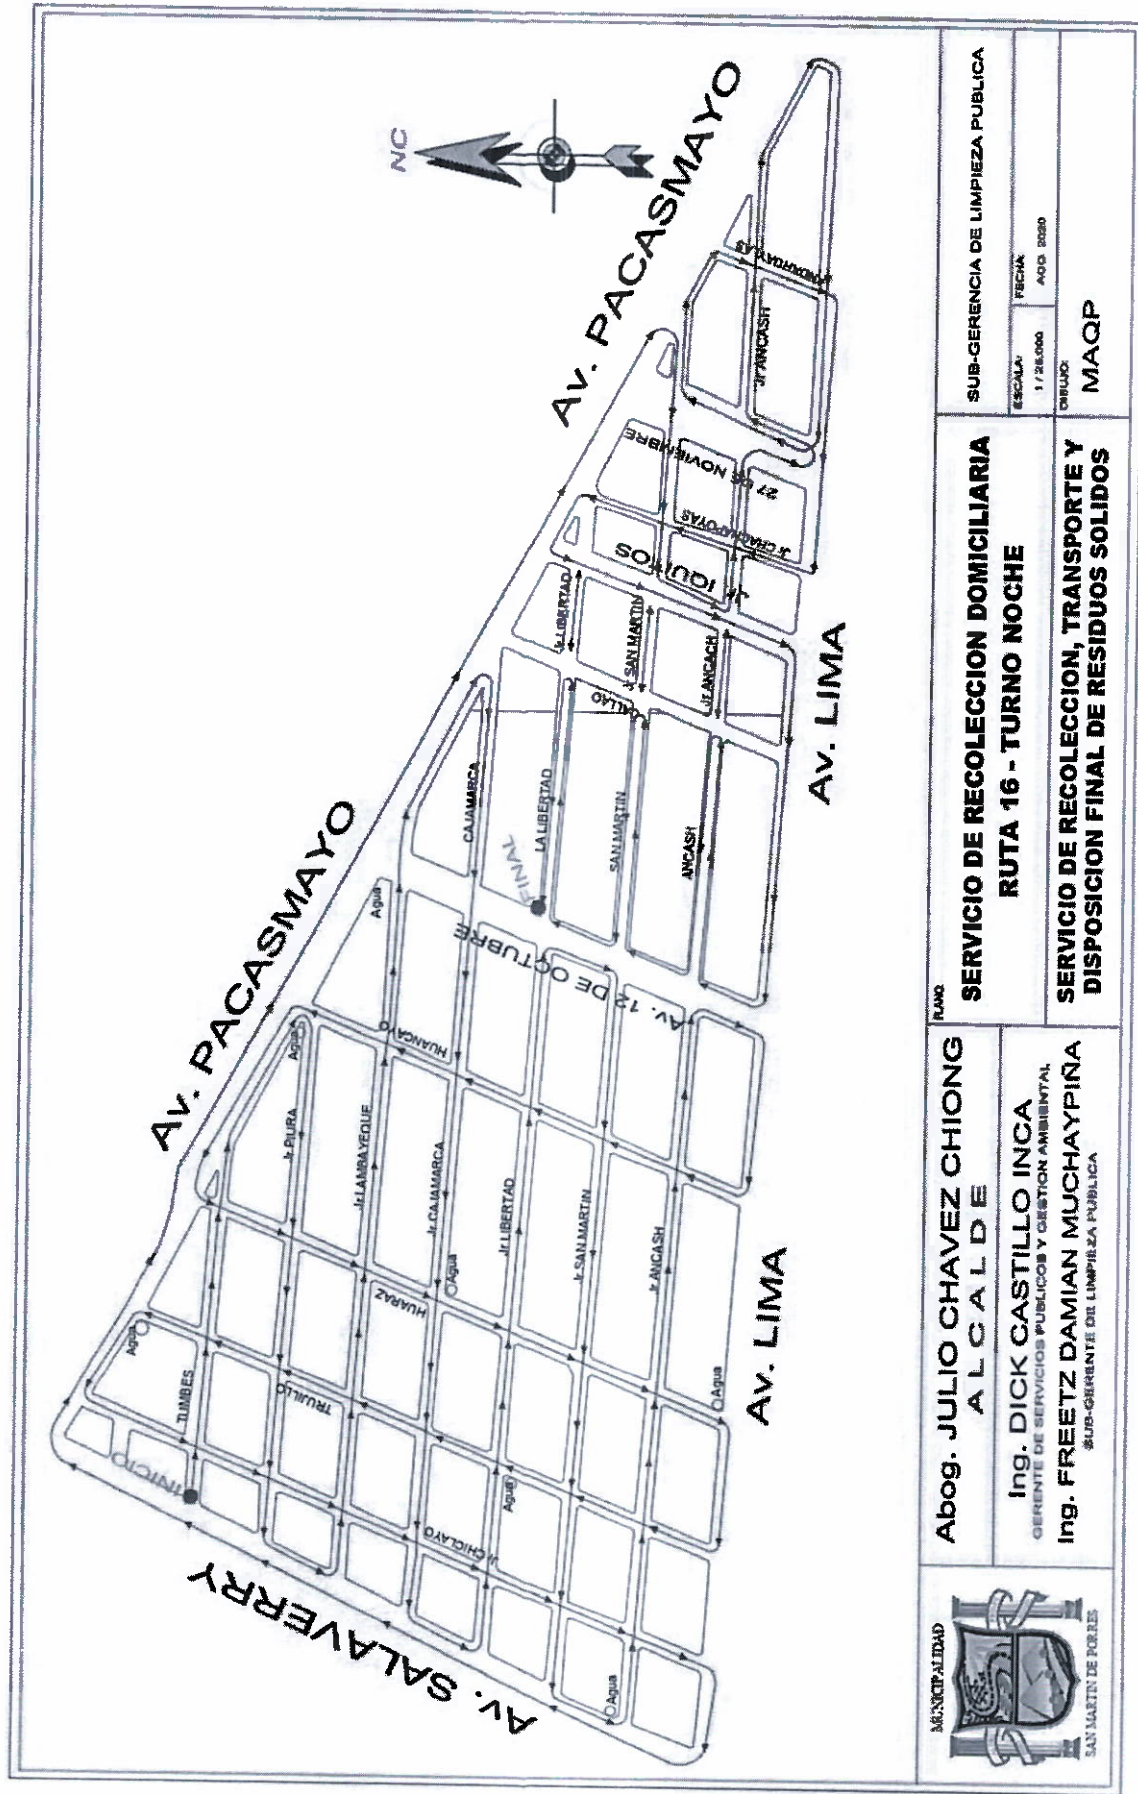 NC
Av. PACASMAYO
Av. PACASMAYO
Av. SALAVERRY
Av. LIMA
Av. LIMA
INICIO
FINAL
TUMBES
Agua
TRUJILLO
Jr CHICLAYO
HUARAZ
Jr PIURA
Agua
Jr LAMBAYEQUE
HUANCAYO
Jr CAJAMARCA
Agua
Jr LIBERTAD
Agua
Jr SAN MARTIN
Jr ANCASH
Agua
Agua
Agua
Av. 12 DE OCTUBRE
CAJAMARCA
LA LIBERTAD
SAN MARTIN
ANCASH
CALLAO
Jr LIBERTAD
Jr SAN MARTIN
Jr ANCACH
Jr IQUITOS
Jr CHACHAPOYAS
27 DE NOVIEMBRE
Jr ANCASH
ANDAHUAYLAS
MUNICIPALIDAD
SAN MARTIN DE PORRES
Abog. JULIO CHAVEZ CHIONG
A L C A L D E
Ing. DICK CASTILLO INCA
GERENTE DE SERVICIOS PUBLICOS Y GESTION AMBIENTAL
Ing. FREETZ DAMIAN MUCHAYPIÑA
SUB-GERENTE DE LIMPIEZA PUBLICA
PLANO:
SERVICIO DE RECOLECCION DOMICILIARIA
RUTA 16 - TURNO NOCHE
SERVICIO DE RECOLECCION, TRANSPORTE Y
DISPOSICION FINAL DE RESIDUOS SOLIDOS
SUB-GERENCIA DE LIMPIEZA PUBLICA
ESCALA:
1 / 25,000
FECHA:
AGO 2020
DIBUJO:
MAQP